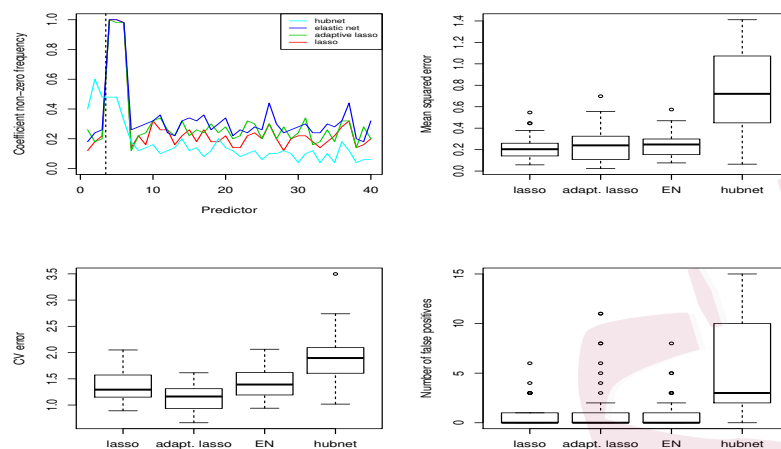 Coefficient non-zero frequency
0.0 0.2 0.4 0.6 0.8 1.0
hubnet
elastic net
adaptive lasso
lasso
0 10 20 30 40
Predictor
Mean squared error
0.0 0.2 0.4 0.6 0.8 1.0 1.2 1.4
lasso adapt. lasso EN hubnet
CV error
1.0 1.5 2.0 2.5 3.0 3.5
lasso adapt. lasso EN hubnet
Number of false positives
0 5 10 15
lasso adapt. lasso EN hubnet